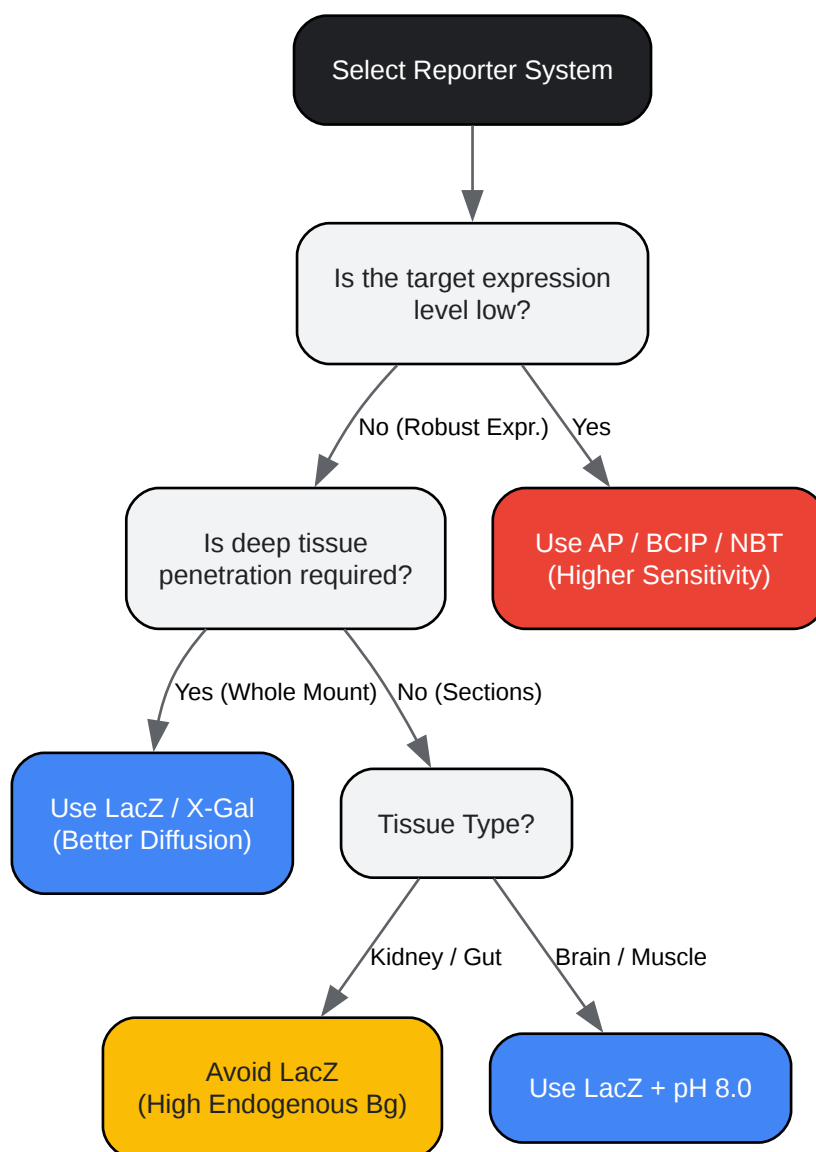 Select Reporter System
Is the target expression
level low?
No (Robust Expr.)
Yes
Is deep tissue
penetration required?
Use AP / BCIP / NBT
(Higher Sensitivity)
Yes (Whole Mount)
No (Sections)
Use LacZ / X-Gal
(Better Diffusion)
Tissue Type?
Kidney / Gut
Brain / Muscle
Avoid LacZ
(High Endogenous Bg)
Use LacZ + pH 8.0